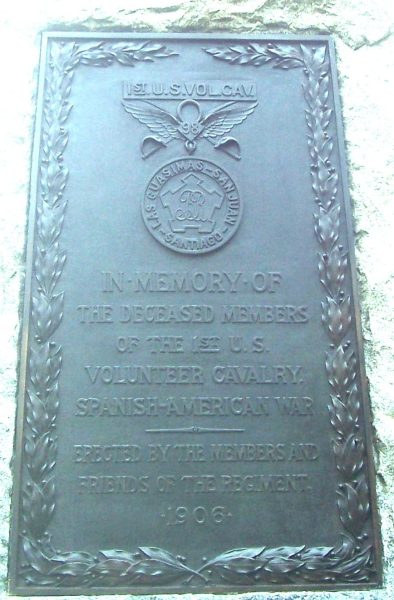 1ST U.S. VOL. CAV.
98
LAS GUASIMAS — SAN JUAN — SANTIAGO
IN·MEMORY·OF
THE DECEASED MEMBERS
OF THE 1ST U.S.
VOLUNTEER CAVALRY.
SPANISH-AMERICAN WAR
ERECTED BY THE MEMBERS AND
FRIENDS OF THE REGIMENT.
·1906·